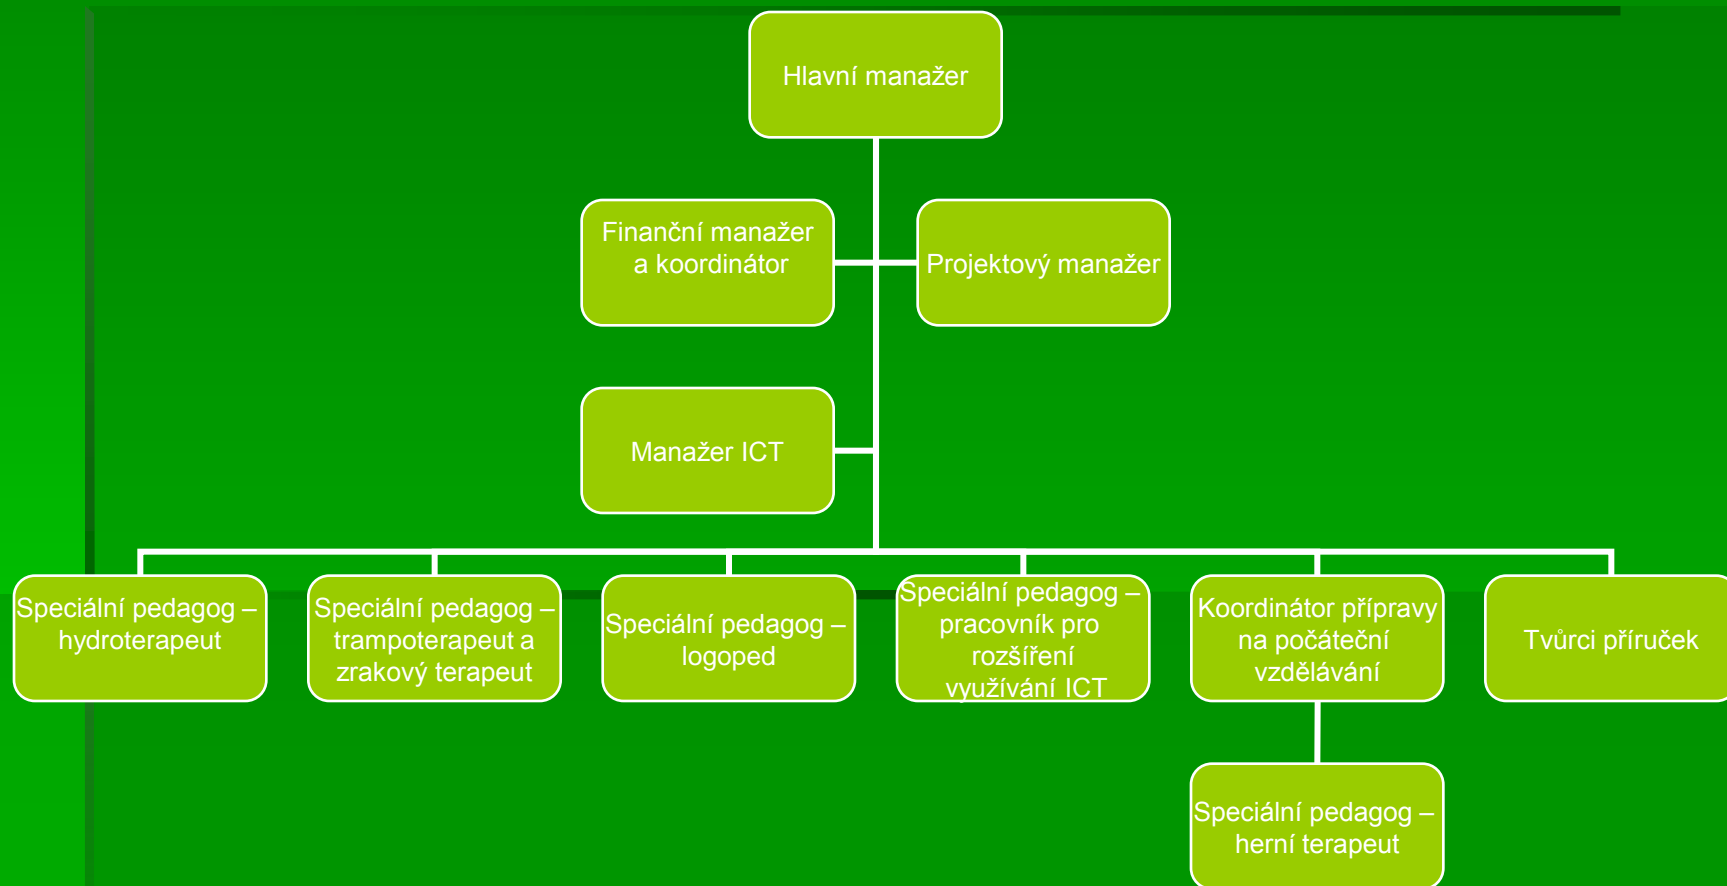 Hlavní manažer
Finanční manažer
a koordinátor
Projektový manažer
Manažer ICT
Speciální pedagog –
hydroterapeut
Speciální pedagog –
trampoterapeut a
zrakový terapeut
Speciální pedagog –
logoped
Speciální pedagog –
pracovník pro
rozšíření
využívání ICT
Koordinátor přípravy
na počáteční
vzdělávání
Tvůrci příruček
Speciální pedagog –
herní terapeut